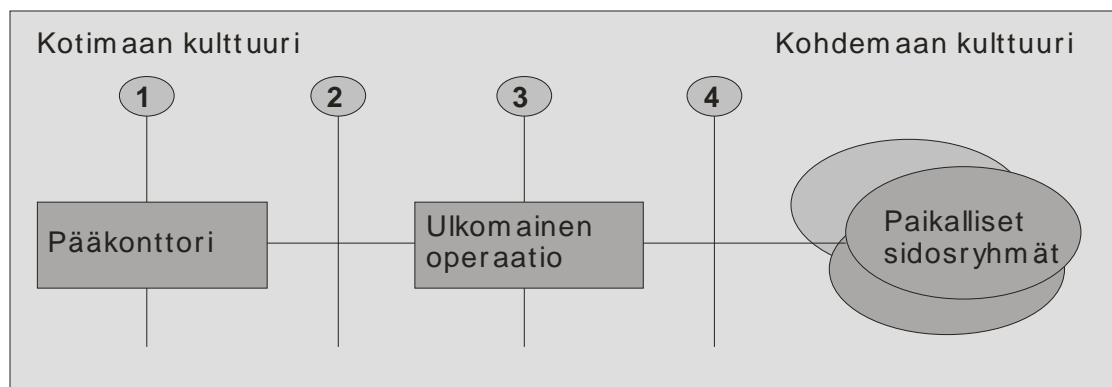 Kotimaan kulttuuri
Kohdemaan kulttuuri
1
2
3
4
Pääkonttori
Ulkomainen
operaatio
Paikalliset
sidosryhmät